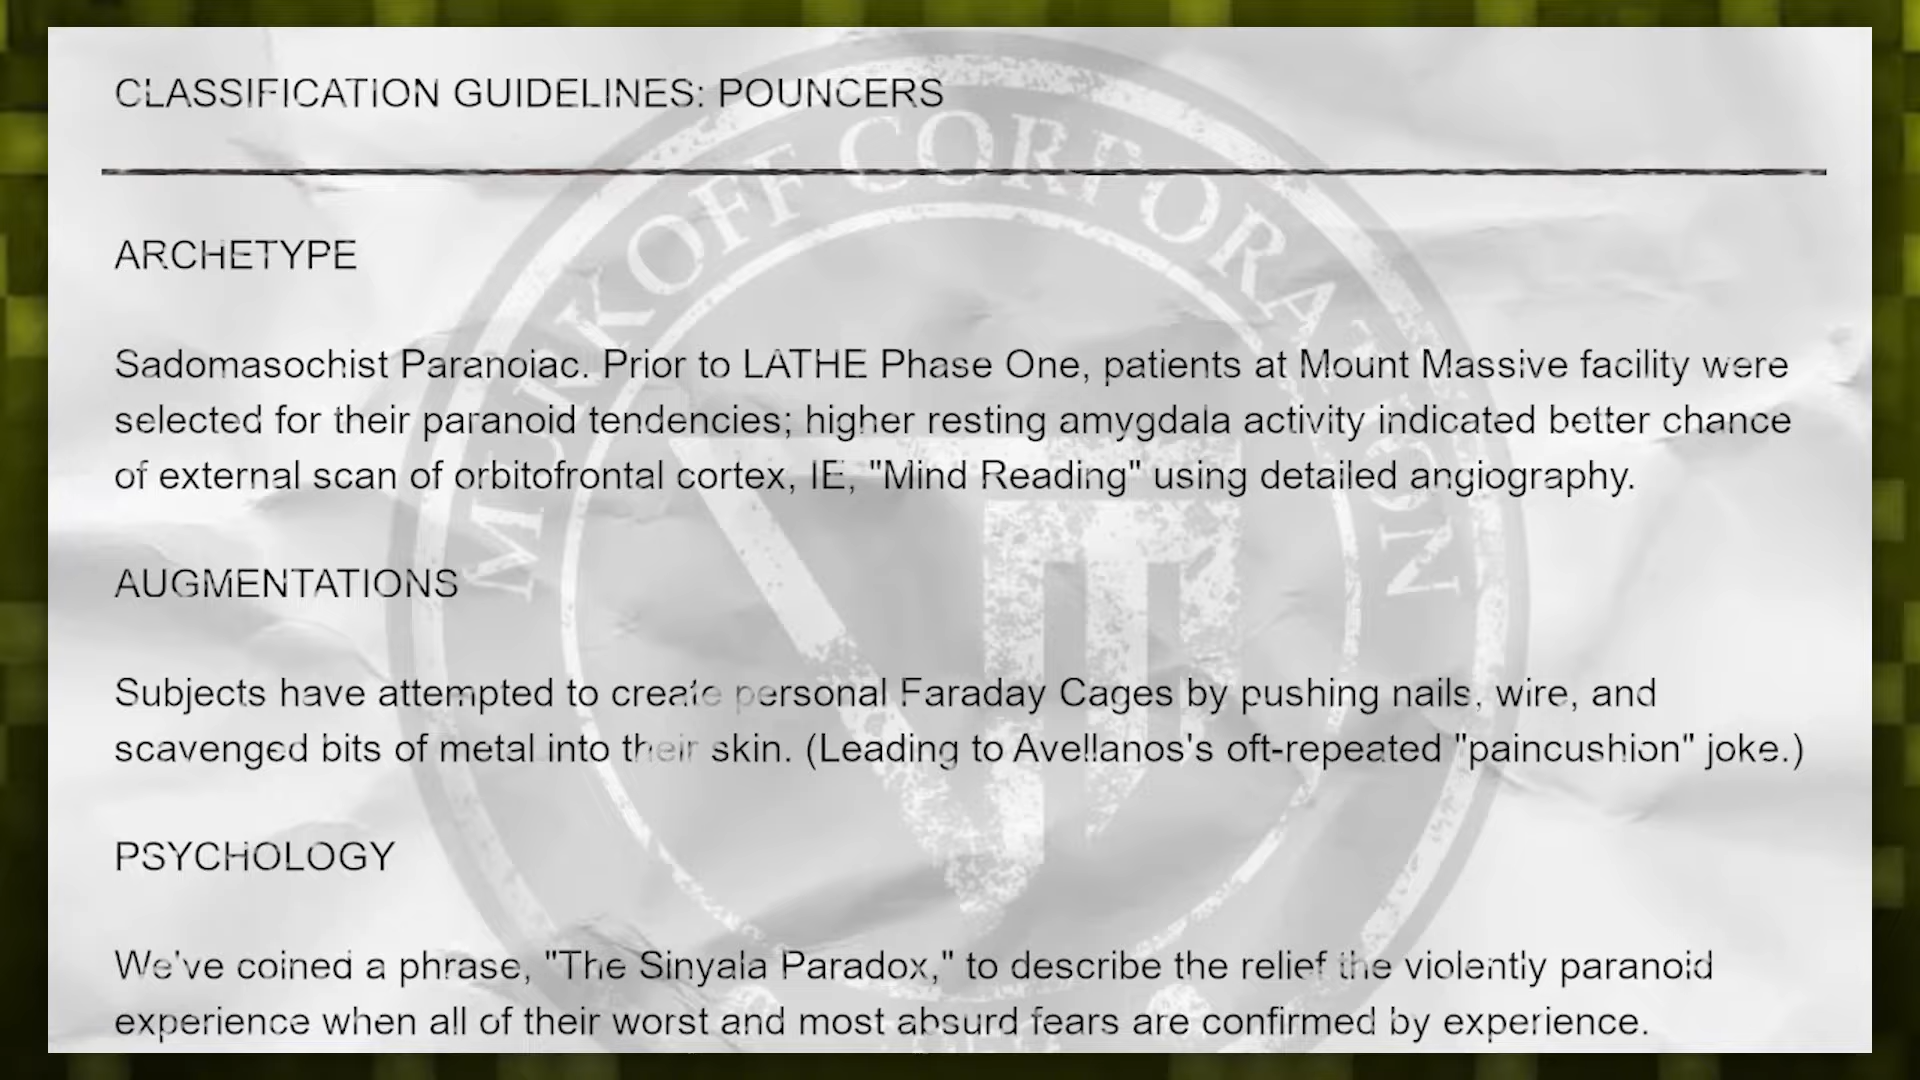 CLASSIFICATION GUIDELINES: POUNCERS
MURKOFF CORPORATION
ARCHETYPE
Sadomasochist Paranoiac. Prior to LATHE Phase One, patients at Mount Massive facility were
selected for their paranoid tendencies; higher resting amygdala activity indicated better chance
of external scan of orbitofrontal cortex, IE, "Mind Reading" using detailed angiography.
AUGMENTATIONS
Subjects have attempted to create personal Faraday Cages by pushing nails, wire, and
scavenged bits of metal into their skin. (Leading to Avellanos's oft-repeated "paincushion" joke.)
PSYCHOLOGY
We've coined a phrase, "The Sinyala Paradox," to describe the relief the violently paranoid
experience when all of their worst and most absurd fears are confirmed by experience.